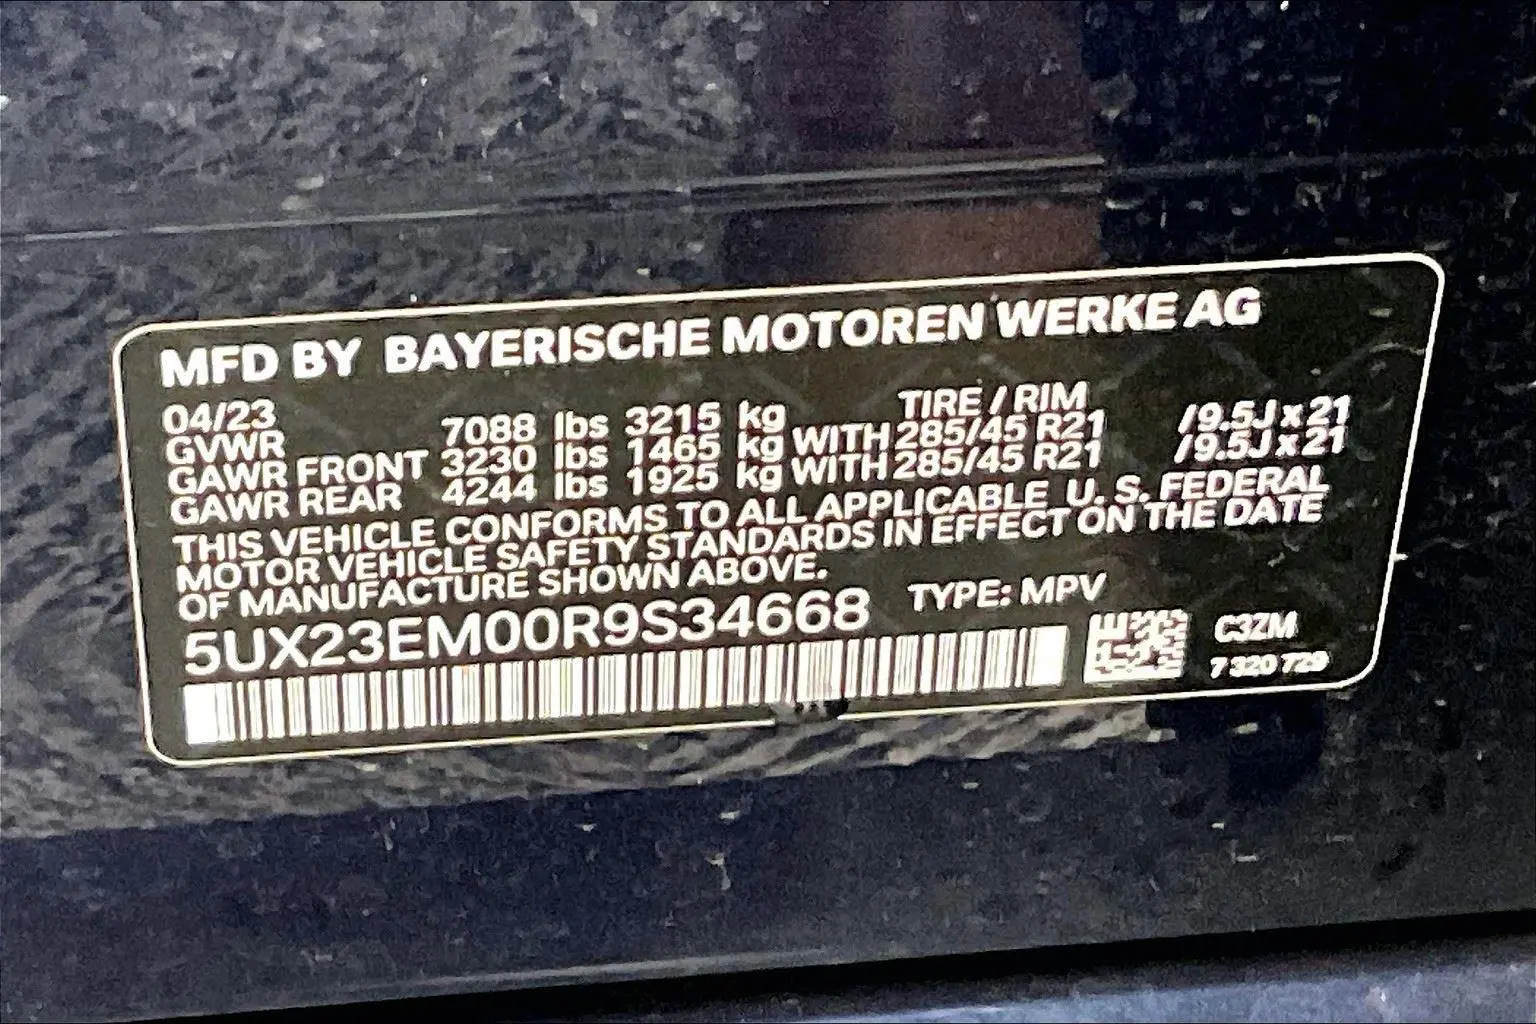 MFD BY BAYERISCHE MOTOREN WERKE AG
04/23 TIRE / RIM
GVWR 7088 lbs 3215 kg
GAWR FRONT 3230 lbs 1465 kg WITH 285/45 R21 /9.5J x 21
GAWR REAR 4244 lbs 1925 kg WITH 285/45 R21 /9.5J x 21
THIS VEHICLE CONFORMS TO ALL APPLICABLE U. S. FEDERAL
MOTOR VEHICLE SAFETY STANDARDS IN EFFECT ON THE DATE
OF MANUFACTURE SHOWN ABOVE.
5UX23EM00R9S34668 TYPE: MPV
C3ZM
7 320 729